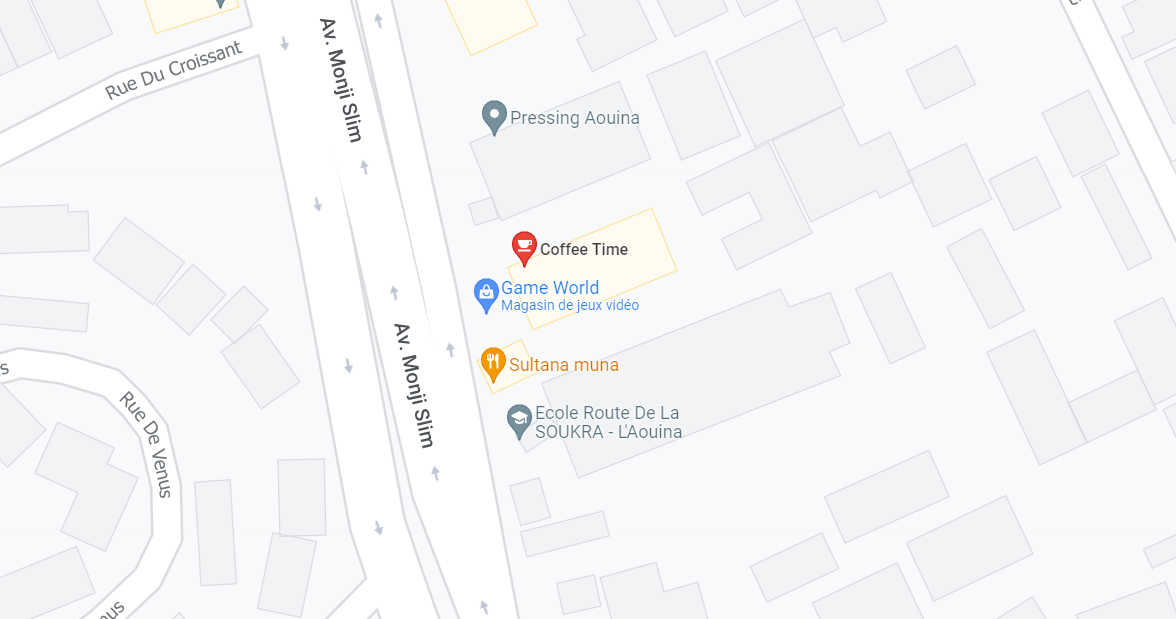 Av. Monji Slim
Rue Du Croissant
Pressing Aouina
Coffee Time
Game World
Magasin de jeux vidéo
Av. Monji Slim
Sultana muna
Rue De Venus
Ecole Route De La
SOUKRA - L'Aouina